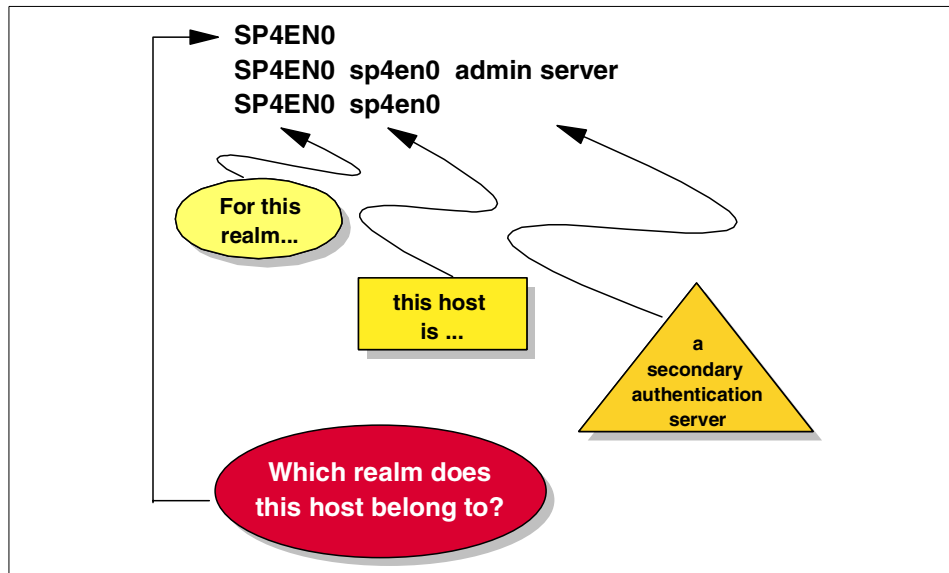 SP4EN0
SP4EN0 sp4en0 admin server
SP4EN0 sp4en0
For this
realm...
this host
is ...
a
secondary
authentication
server
Which realm does
this host belong to?